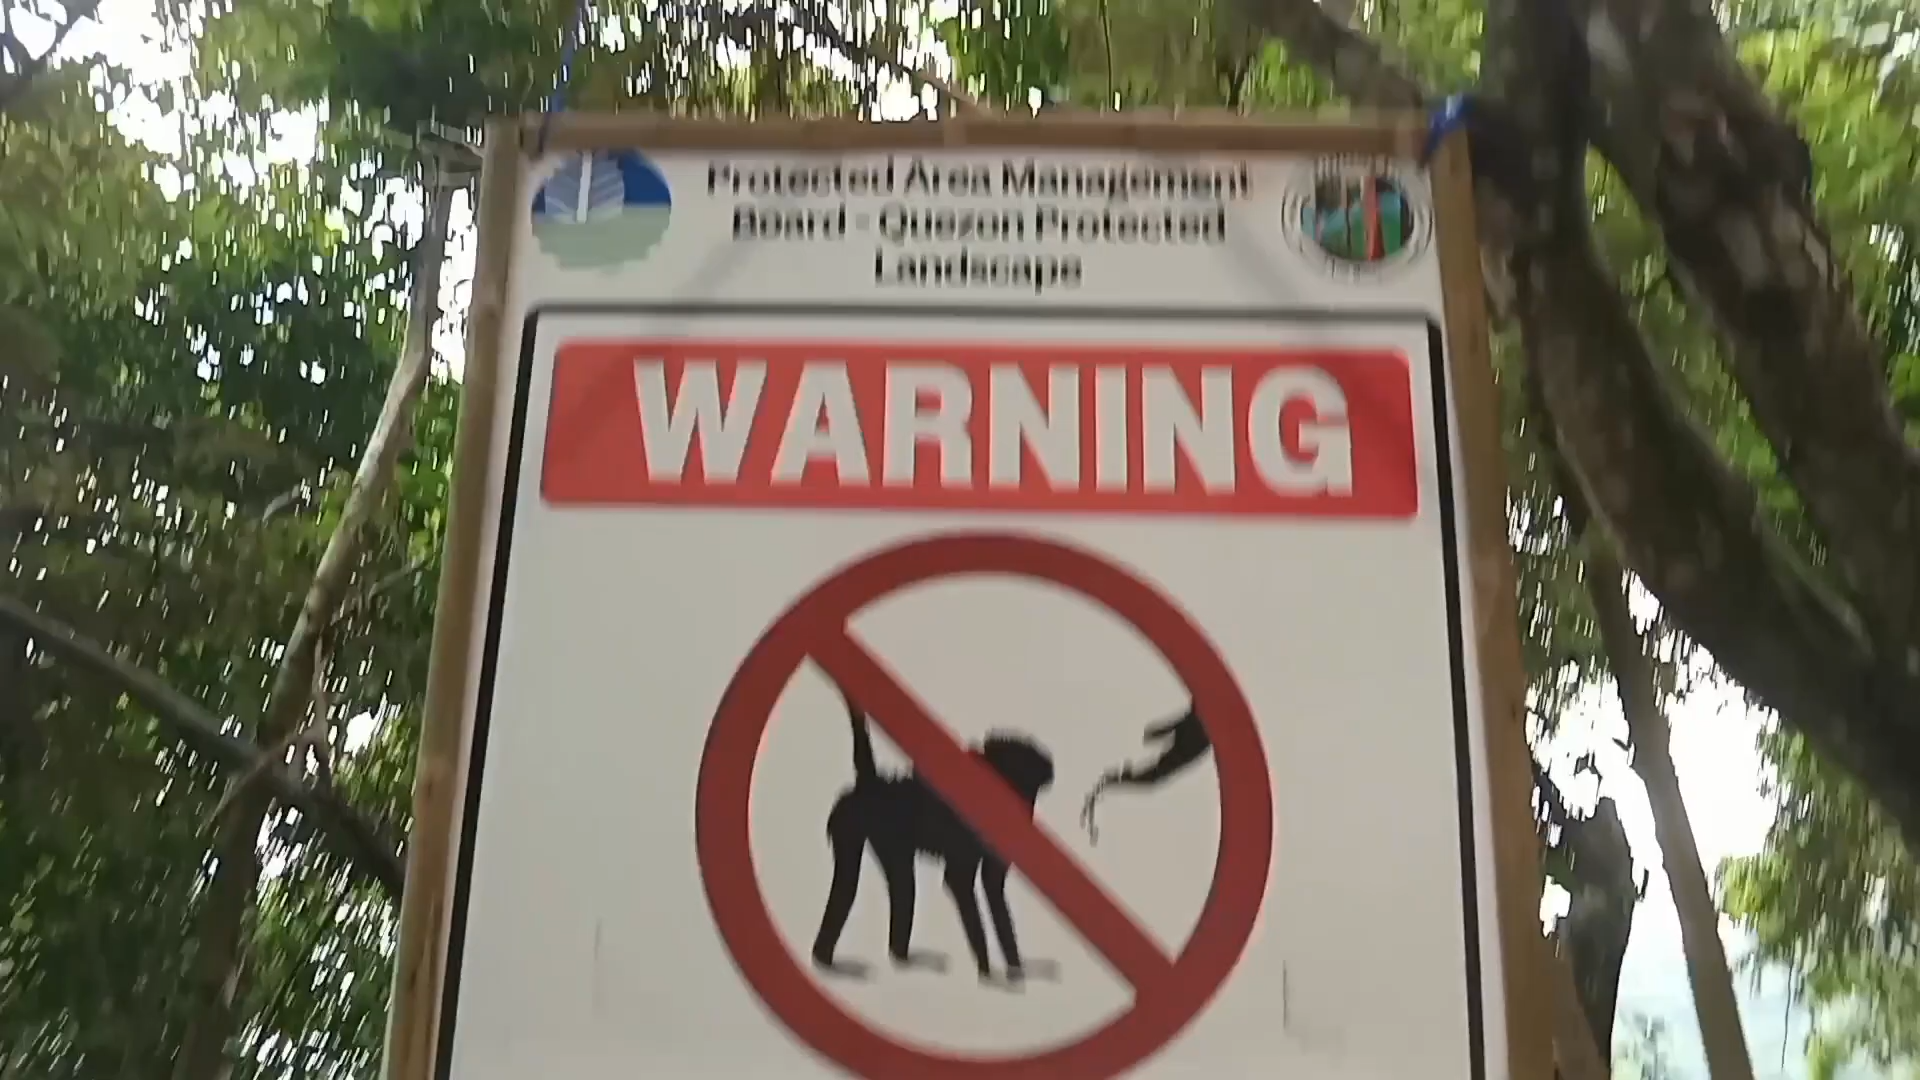 Protected Area Management
Board - Quezon Protected
Landscape
WARNING